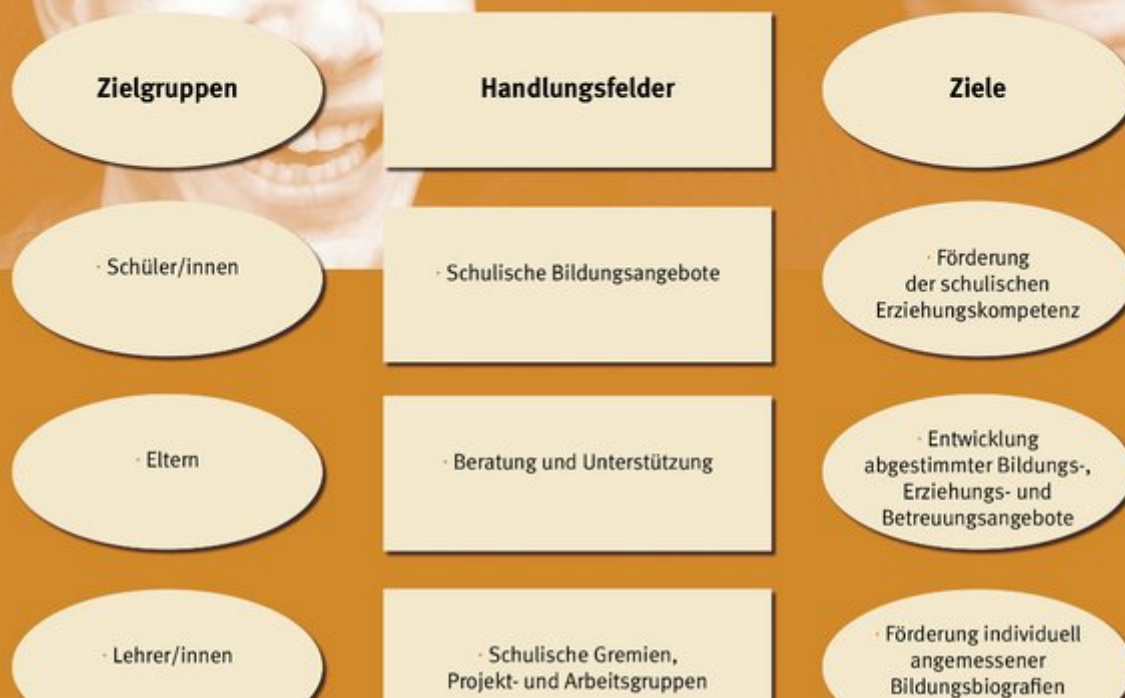 Zielgruppen
Handlungsfelder
Ziele
· Schüler/innen
· Schulische Bildungsangebote
· Förderung
der schulischen
Erziehungskompetenz
· Eltern
· Beratung und Unterstützung
· Entwicklung
abgestimmter Bildungs-,
Erziehungs- und
Betreuungsangebote
· Lehrer/innen
· Schulische Gremien,
Projekt- und Arbeitsgruppen
· Förderung individuell
angemessener
Bildungsbiografien